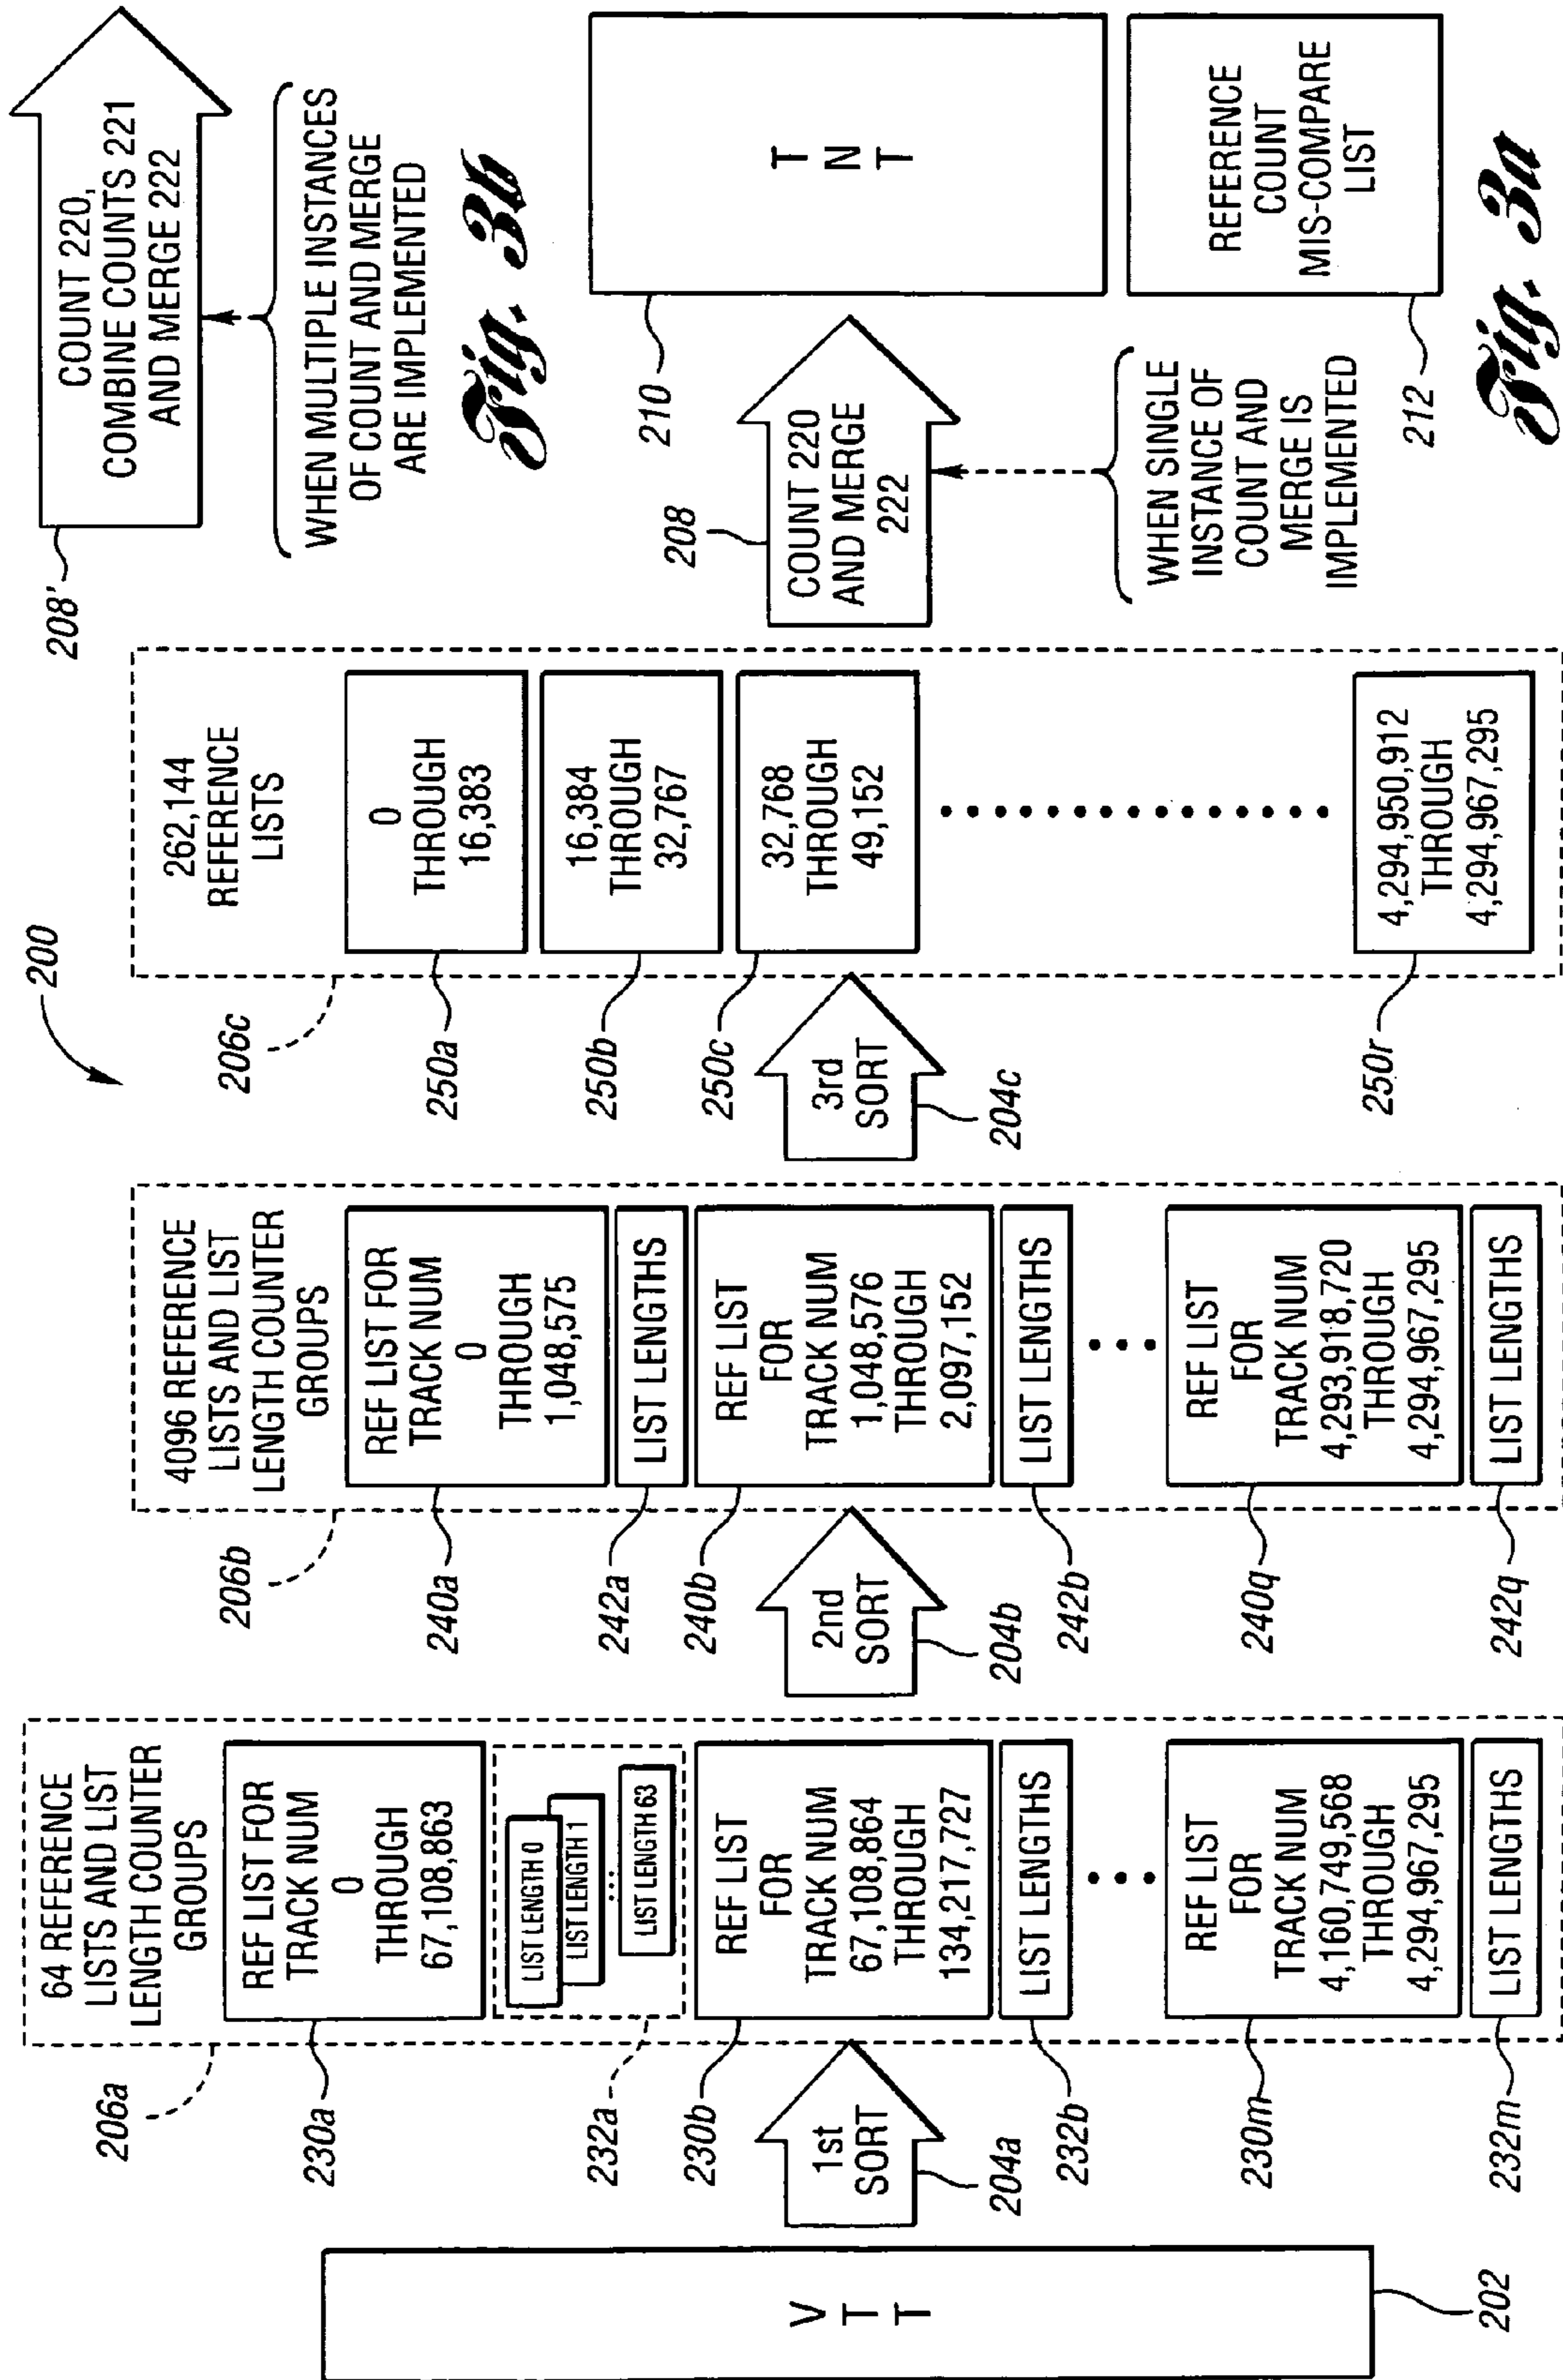 200
VTT
202
1st
SORT
204a
206a
64 REFERENCE
LISTS AND LIST
LENGTH COUNTER
GROUPS
230a
REF LIST FOR
TRACK NUM
0
THROUGH
67,108,863
232a
LIST LENGTH 0
LIST LENGTH 1
...
LIST LENGTH 63
230b
REF LIST
FOR
TRACK NUM
67,108,864
THROUGH
134,217,727
232b
LIST LENGTHS
230m
REF LIST
FOR
TRACK NUM
4,160,749,568
THROUGH
4,294,967,295
232m
LIST LENGTHS
2nd
SORT
204b
206b
4096 REFERENCE
LISTS AND LIST
LENGTH COUNTER
GROUPS
240a
REF LIST FOR
TRACK NUM
0
THROUGH
1,048,575
242a
LIST LENGTHS
240b
REF LIST
FOR
TRACK NUM
1,048,576
THROUGH
2,097,152
242b
LIST LENGTHS
240q
REF LIST
FOR
TRACK NUM
4,293,918,720
THROUGH
4,294,967,295
242q
LIST LENGTHS
3rd
SORT
204c
206c
262,144
REFERENCE
LISTS
250a
0
THROUGH
16,383
250b
16,384
THROUGH
32,767
250c
32,768
THROUGH
49,152
250r
4,294,950,912
THROUGH
4,294,967,295
208'
COUNT 220,
COMBINE COUNTS 221
AND MERGE 222
WHEN MULTIPLE INSTANCES
OF COUNT AND MERGE
ARE IMPLEMENTED
Fig. 3b
208
COUNT 220
AND MERGE
222
WHEN SINGLE
INSTANCE OF
COUNT AND
MERGE IS
IMPLEMENTED
210
TNT
212
REFERENCE
COUNT
MIS-COMPARE
LIST
Fig. 3a